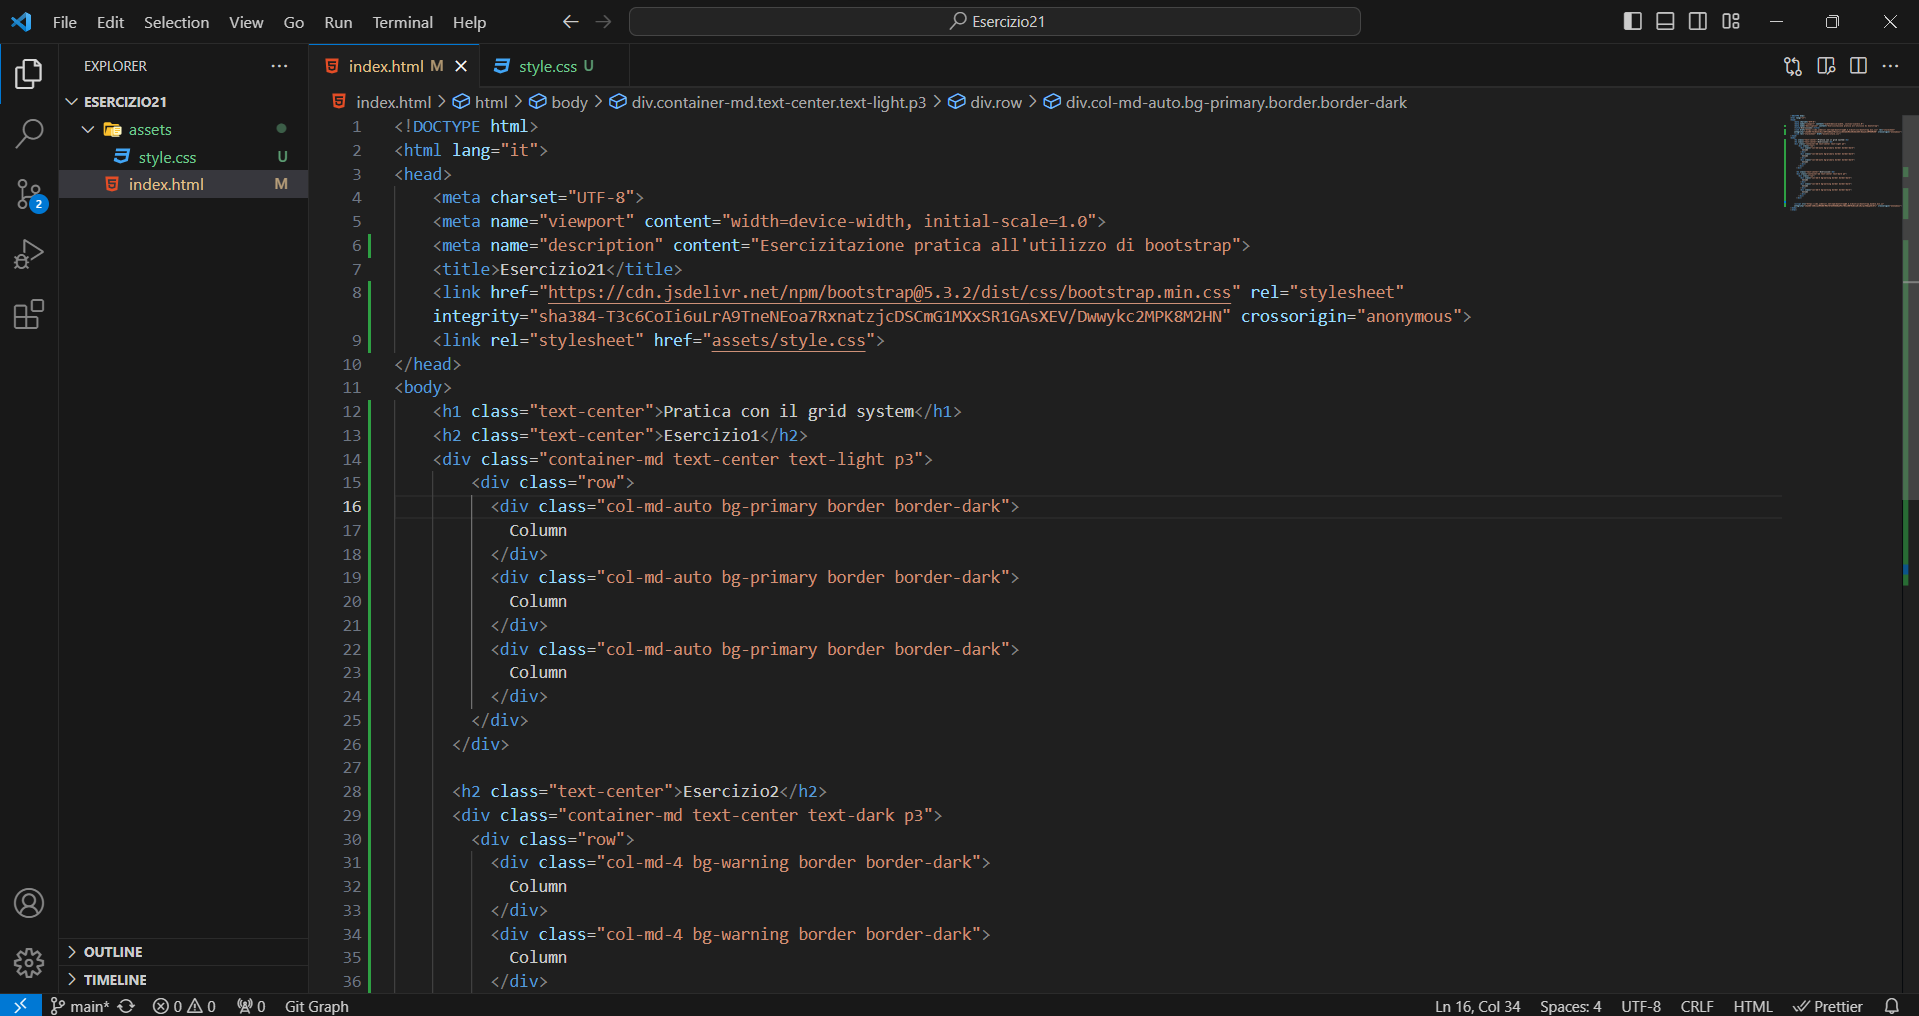 File Edit Selection View Go Run Terminal Help
Esercizio21
EXPLORER
ESERCIZIO21
assets
style.css U
index.html M
index.html M
style.css U
index.html > html > body > div.container-md.text-center.text-light.p3 > div.row > div.col-md-auto.bg-primary.border.border-dark
1 <!DOCTYPE html>
2 <html lang="it">
3 <head>
4 <meta charset="UTF-8">
5 <meta name="viewport" content="width=device-width, initial-scale=1.0">
6 <meta name="description" content="Esercizitazione pratica all'utilizzo di bootstrap">
7 <title>Esercizio21</title>
8 <link href="https://cdn.jsdelivr.net/npm/bootstrap@5.3.2/dist/css/bootstrap.min.css" rel="stylesheet"
integrity="sha384-T3c6CoIi6uLrA9TneNEoa7RxnatzjcDSCmG1MXxSR1GAsXEV/Dwwykc2MPK8M2HN" crossorigin="anonymous">
9 <link rel="stylesheet" href="assets/style.css">
10 </head>
11 <body>
12 <h1 class="text-center">Pratica con il grid system</h1>
13 <h2 class="text-center">Esercizio1</h2>
14 <div class="container-md text-center text-light p3">
15 <div class="row">
16 <div class="col-md-auto bg-primary border border-dark">
17 Column
18 </div>
19 <div class="col-md-auto bg-primary border border-dark">
20 Column
21 </div>
22 <div class="col-md-auto bg-primary border border-dark">
23 Column
24 </div>
25 </div>
26 </div>
27
28 <h2 class="text-center">Esercizio2</h2>
29 <div class="container-md text-center text-dark p3">
30 <div class="row">
31 <div class="col-md-4 bg-warning border border-dark">
32 Column
33 </div>
34 <div class="col-md-4 bg-warning border border-dark">
35 Column
36 </div>
2
OUTLINE
TIMELINE
main* 0 0 0 Git Graph Ln 16, Col 34 Spaces: 4 UTF-8 CRLF HTML Prettier